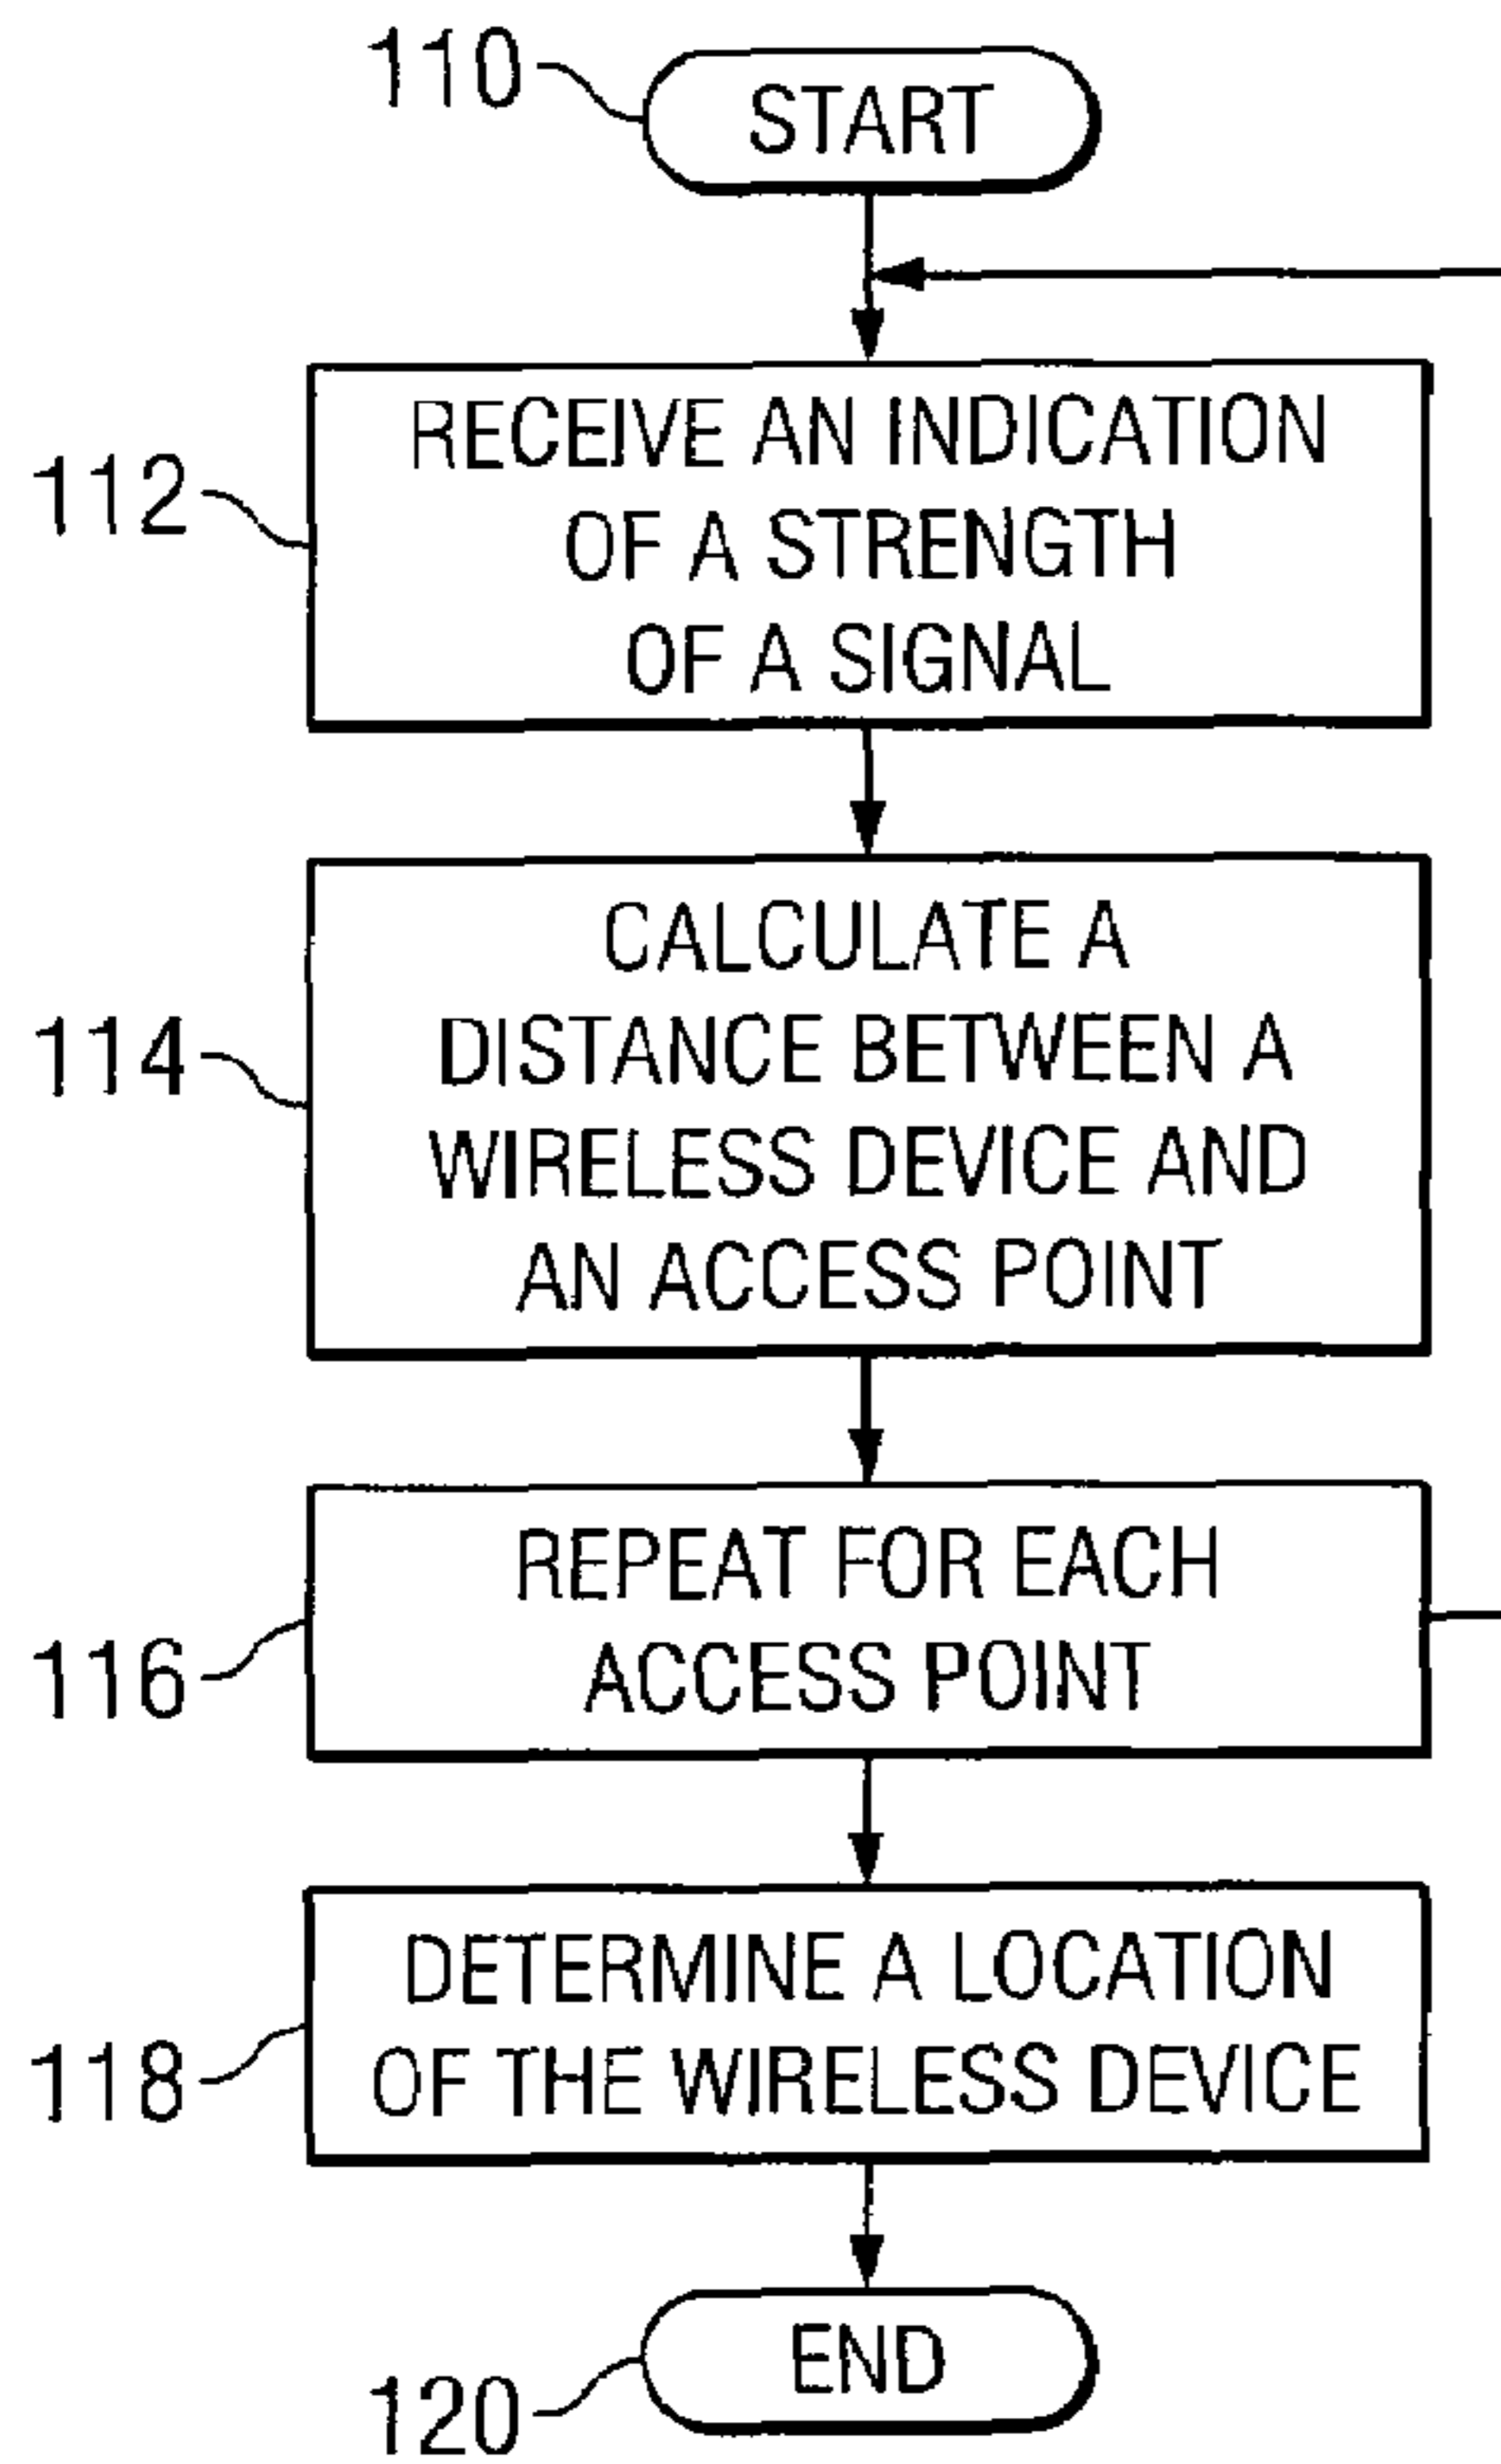 110
START
112
RECEIVE AN INDICATION
OF A STRENGTH
OF A SIGNAL
114
CALCULATE A
DISTANCE BETWEEN A
WIRELESS DEVICE AND
AN ACCESS POINT
116
REPEAT FOR EACH
ACCESS POINT
118
DETERMINE A LOCATION
OF THE WIRELESS DEVICE
120
END